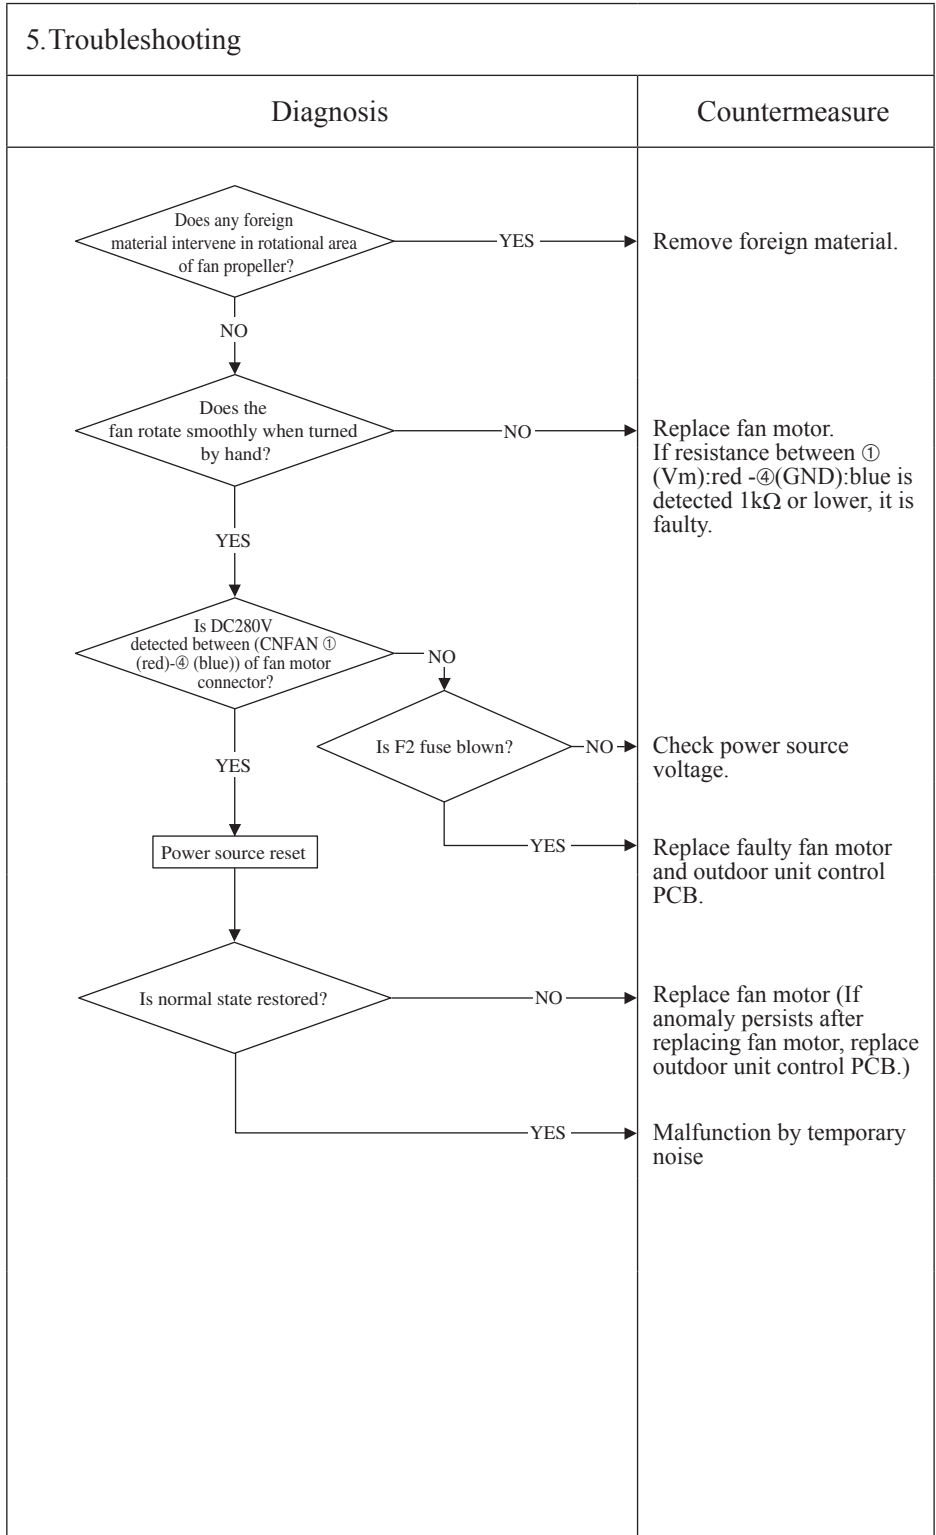 5.Troubleshooting
Diagnosis
Countermeasure
Does any foreign
material intervene in rotational area
of fan propeller?
YES
Remove foreign material.
NO
Does the
fan rotate smoothly when turned
by hand?
NO
Replace fan motor.
If resistance between ①
(Vm):red -④(GND):blue is
detected 1kΩ or lower, it is
faulty.
YES
Is DC280V
detected between (CNFAN ①
(red)-④ (blue)) of fan motor
connector?
NO
Is F2 fuse blown?
NO
Check power source
voltage.
YES
YES
Replace faulty fan motor
and outdoor unit control
PCB.
Power source reset
Is normal state restored?
NO
Replace fan motor (If
anomaly persists after
replacing fan motor, replace
outdoor unit control PCB.)
YES
Malfunction by temporary
noise